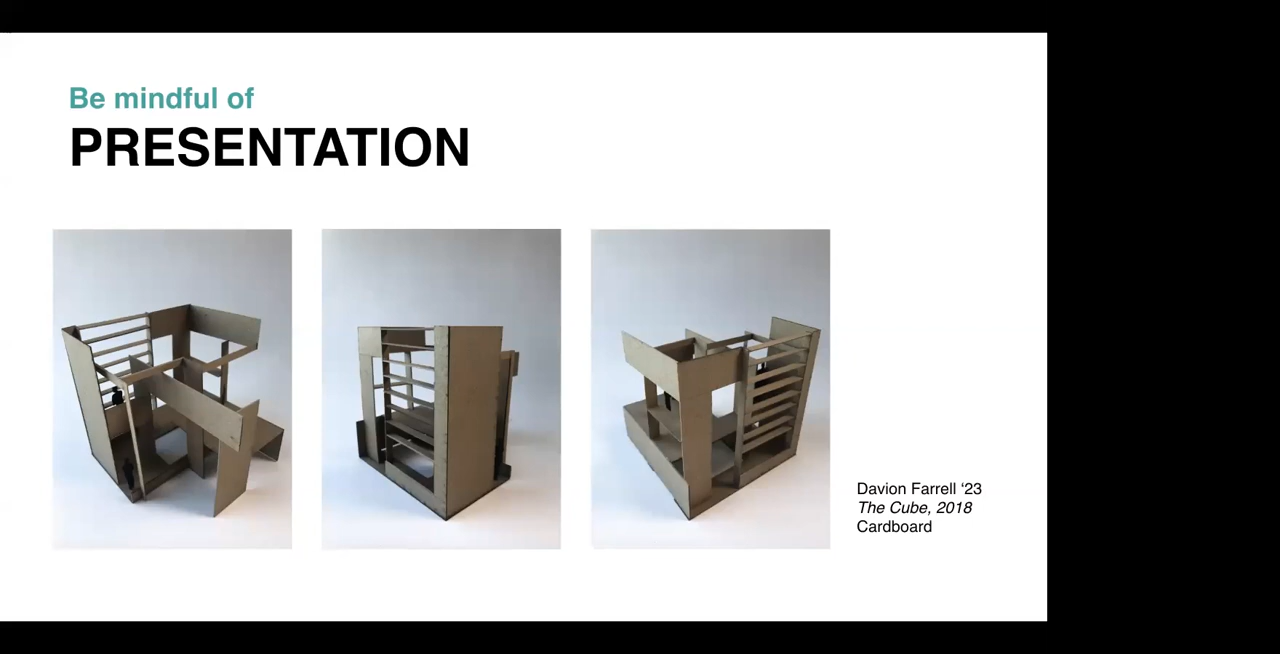 Be mindful of
PRESENTATION
Davion Farrell ‘23
The Cube, 2018
Cardboard